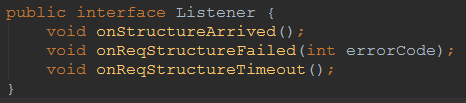 public interface Listener {
    void onStructureArrived();
    void onReqStructureFailed(int errorCode);
    void onReqStructureTimeout();
}